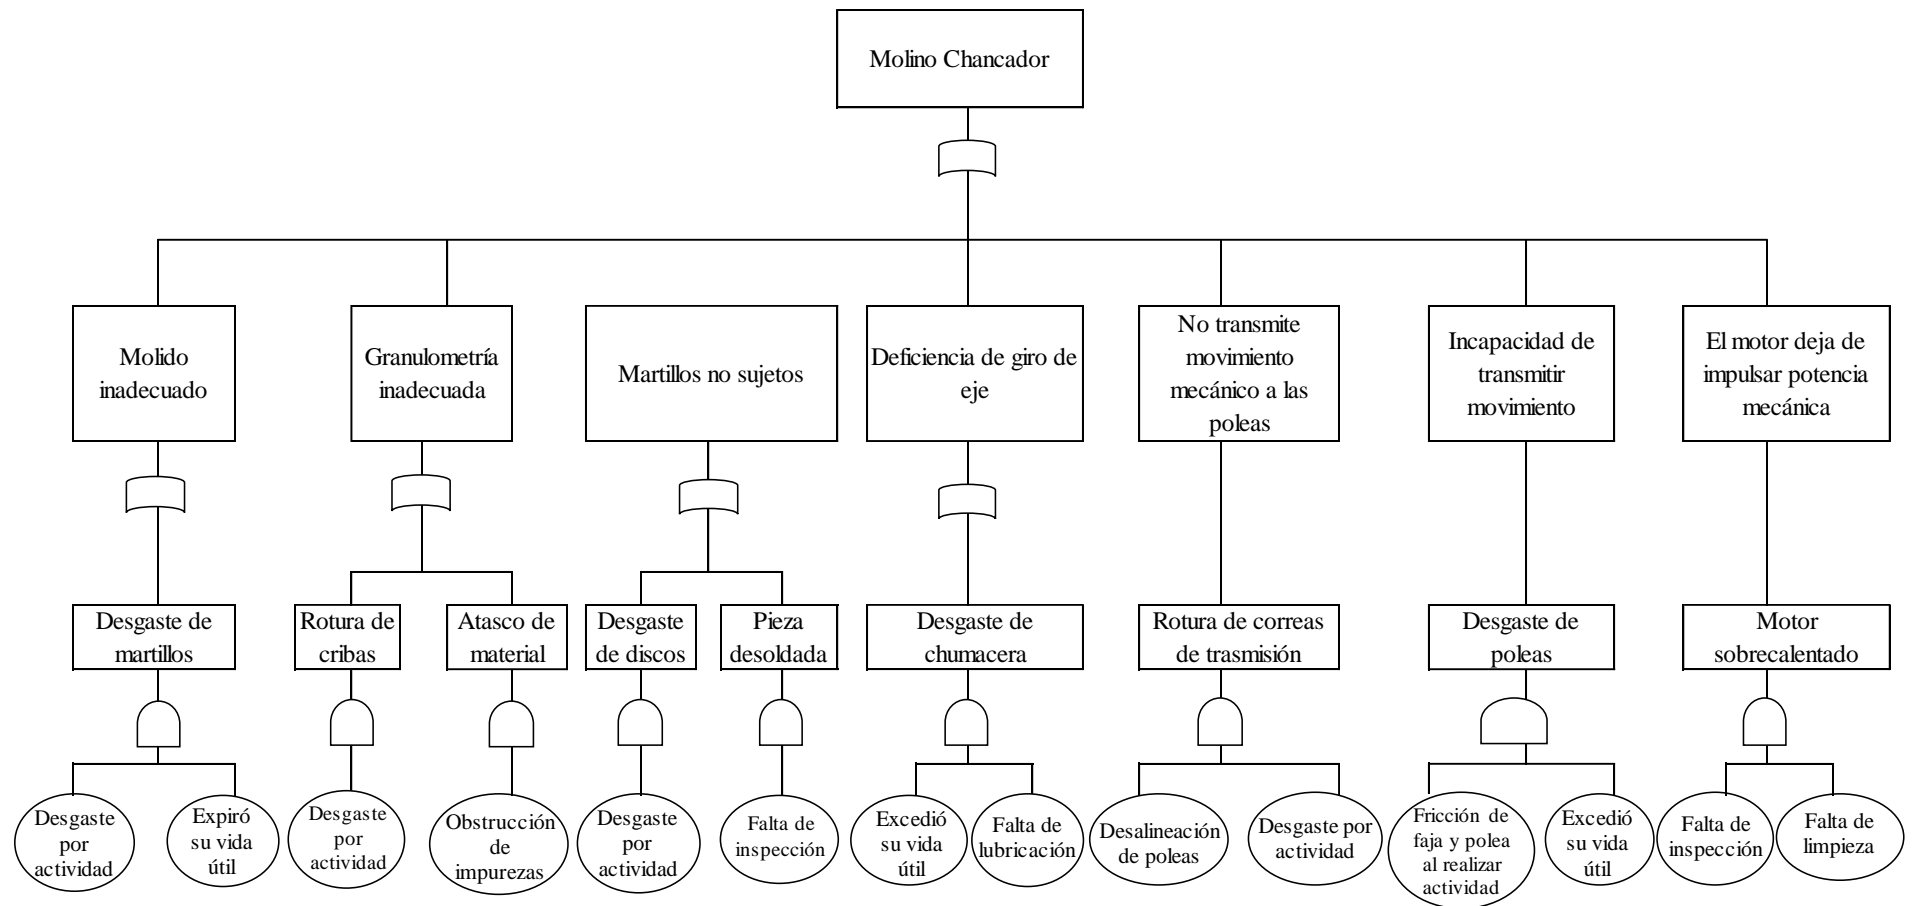 Molino Chancador
Molido
inadecuado
Granulometría
inadecuada
Martillos no sujetos
Deficiencia de giro de
eje
No transmite
movimiento
mecánico a las
poleas
Incapacidad de
transmitir
movimiento
El motor deja de
impulsar potencia
mecánica
Desgaste de
martillos
Rotura de
cribas
Atasco de
material
Desgaste
de discos
Pieza
desoldada
Desgaste de
chumacera
Rotura de correas
de trasmisión
Desgaste de
poleas
Motor
sobrecalentado
Desgaste
por
actividad
Expiró
su vida
útil
Desgaste
por
actividad
Obstrucción
de
impurezas
Desgaste
por
actividad
Falta de
inspección
Excedió
su vida
útil
Falta de
lubricación
Desalineación
de poleas
Desgaste por
actividad
Fricción de
faja y polea
al realizar
actividad
Excedió
su vida
útil
Falta de
inspección
Falta de
limpieza